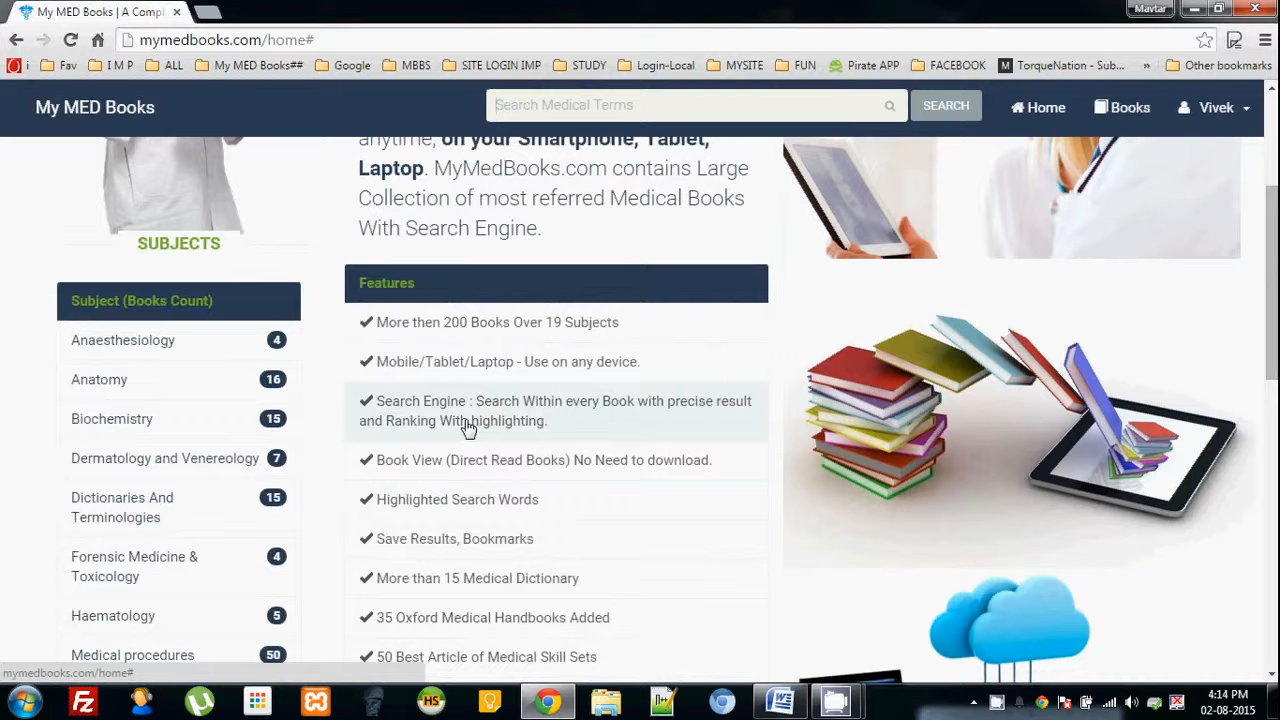 My MED Books | A Compl
Mavtar
mymedbooks.com/home#
i
Fav
I M P
ALL
My MED Books##
Google
MBBS
SITE LOGIN IMP
STUDY
Login-Local
MYSITE
FUN
Pirate APP
FACEBOOK
M TorqueNation - Sub...
»
Other bookmarks
My MED Books
Search Medical Terms
SEARCH
Home
Books
Vivek
anytime, on your Smartphone, Tablet,
Laptop. MyMedBooks.com contains Large
Collection of most referred Medical Books
With Search Engine.
SUBJECTS
Subject (Books Count)
Anaesthesiology 4
Anatomy 16
Biochemistry 15
Dermatology and Venereology 7
Dictionaries And 15
Terminologies
Forensic Medicine & 4
Toxicology
Haematology 5
Medical procedures 50
Features
More then 200 Books Over 19 Subjects
Mobile/Tablet/Laptop - Use on any device.
Search Engine : Search Within every Book with precise result
and Ranking With highlighting.
Book View (Direct Read Books) No Need to download.
Highlighted Search Words
Save Results, Bookmarks
More than 15 Medical Dictionary
35 Oxford Medical Handbooks Added
50 Best Article of Medical Skill Sets
mymedbooks.com/home#
HS
4:14 PM
02-08-2015